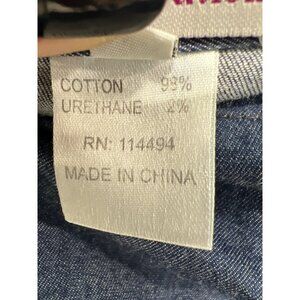 COTTON 98%
URETHANE 2%
RN: 114494
MADE IN CHINA